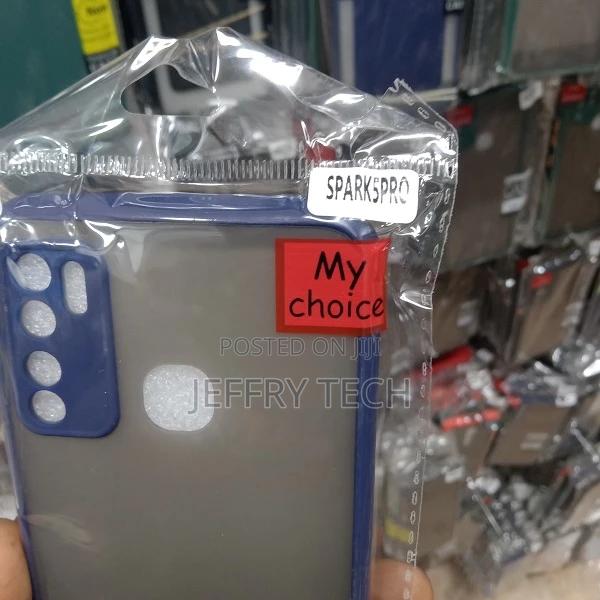 SPARK5PRO
My
choice
POSTED ON JIJI
JEFFRY TECH